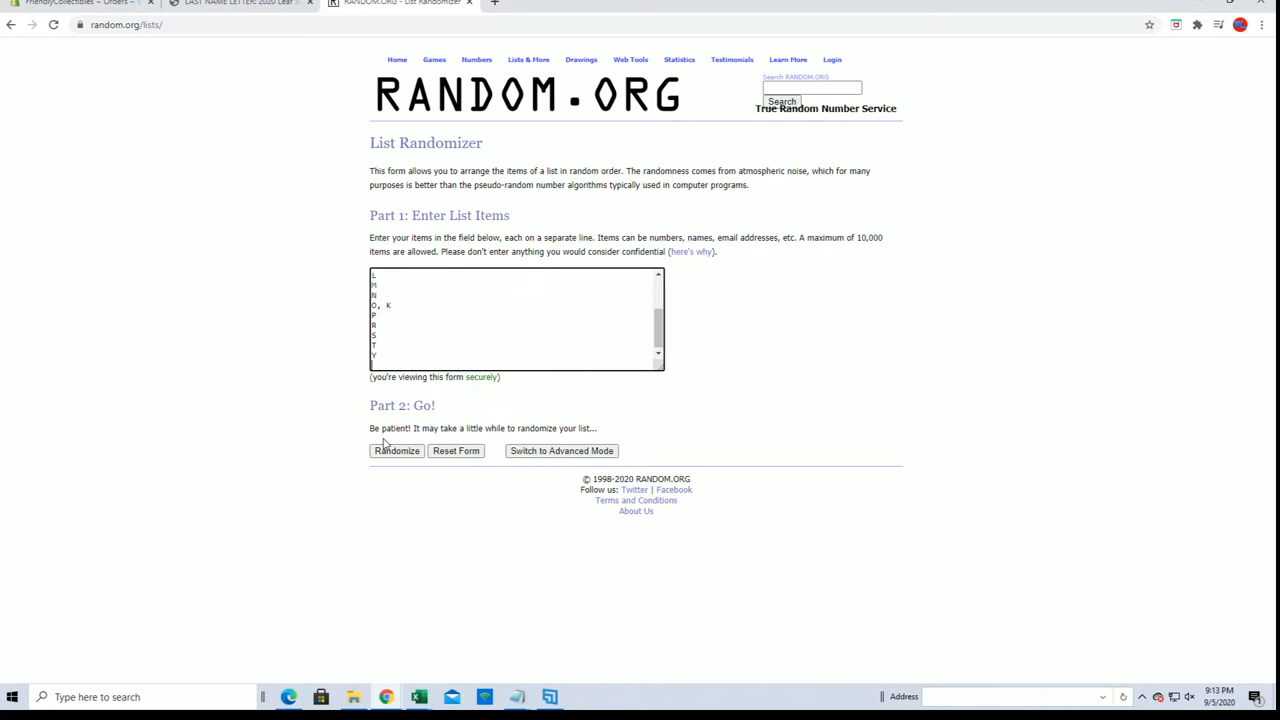 FriendlyCollectibles ~ Orders ~ S
LAST NAME LETTER: 2020 Leaf S
RANDOM.ORG - List Randomizer
random.org/lists/
Home Games Numbers Lists & More Drawings Web Tools Statistics Testimonials Learn More Login
RANDOM.ORG
Search RANDOM.ORG
Search
True Random Number Service
List Randomizer
This form allows you to arrange the items of a list in random order. The randomness comes from atmospheric noise, which for many
purposes is better than the pseudo-random number algorithms typically used in computer programs.
Part 1: Enter List Items
Enter your items in the field below, each on a separate line. Items can be numbers, names, email addresses, etc. A maximum of 10,000
items are allowed. Please don't enter anything you would consider confidential (here's why).
L
M
N
O, K
P
R
S
T
Y
(you're viewing this form securely)
Part 2: Go!
Be patient! It may take a little while to randomize your list...
Randomize Reset Form Switch to Advanced Mode
© 1998-2020 RANDOM.ORG
Follow us: Twitter | Facebook
Terms and Conditions
About Us
Type here to search
Address
9:13 PM
9/5/2020